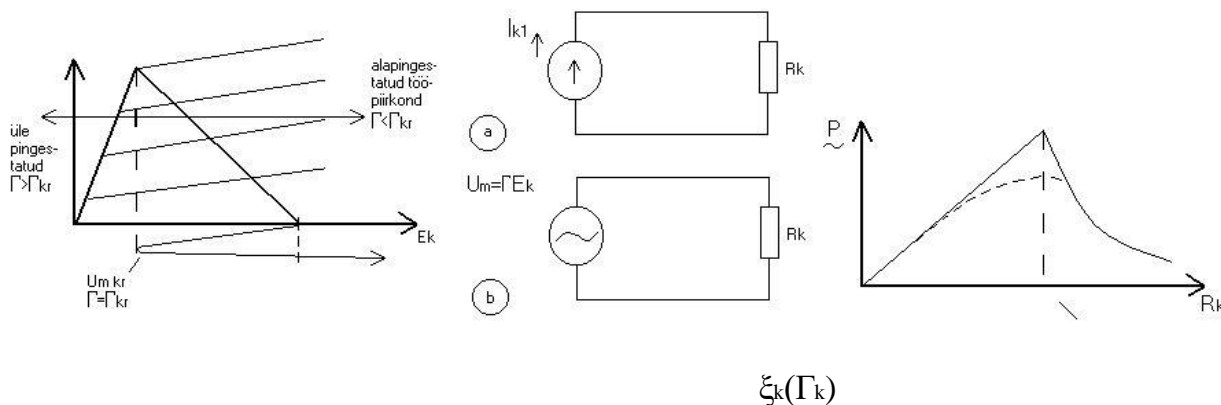 alapinges-
tatud töö-
piirkond
Γ<Γkr
üle
pinges-
tatud
Γ>Γkr
Ek
Um kr
Γ=Γkr
Ik1
Rk
a
Um=ΓEk
Rk
b
P~
Rk
ξk(Γk)